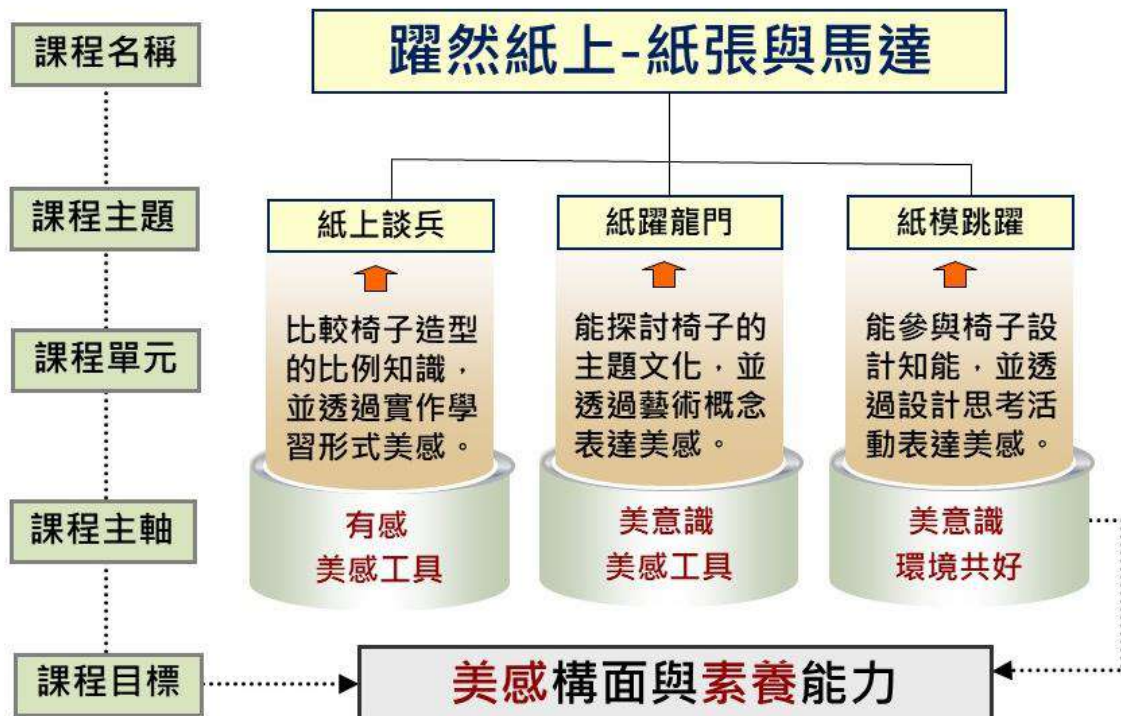 課程名稱
躍然紙上-紙張與馬達
課程主題
紙上談兵
紙躍龍門
紙模跳躍
課程單元
比較椅子造型
的比例知識，
並透過實作學
習形式美感。
能探討椅子的
主題文化，並
透過藝術概念
表達美感。
能參與椅子設
計知能，並透
過設計思考活
動表達美感。
課程主軸
有感
美感工具
美意識
美感工具
美意識
環境共好
課程目標
美感構面與素養能力